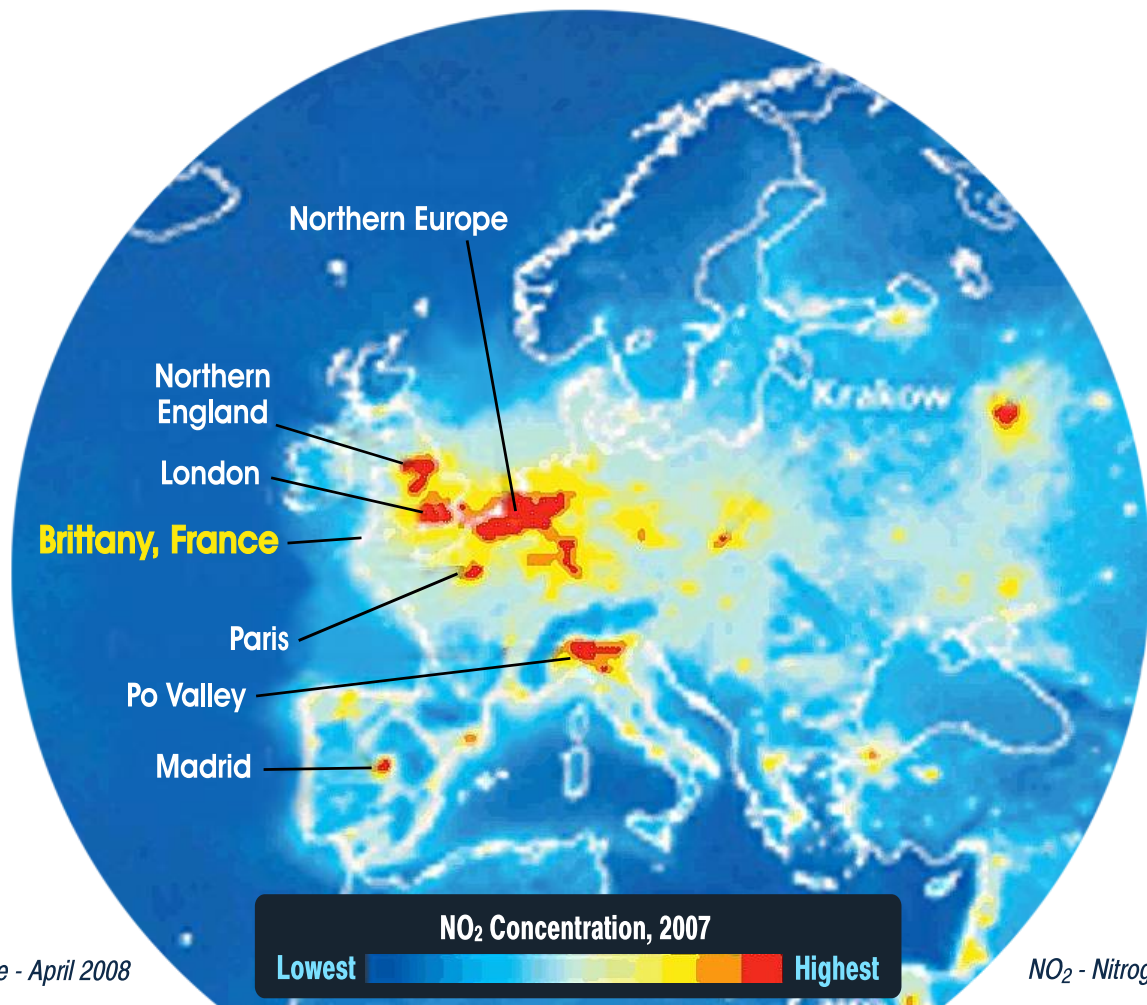 Northern Europe
Northern
England
London
Brittany, France
Paris
Po Valley
Madrid
Krakow
NO₂ Concentration, 2007
Lowest
Highest
e - April 2008
NO₂ - Nitrog